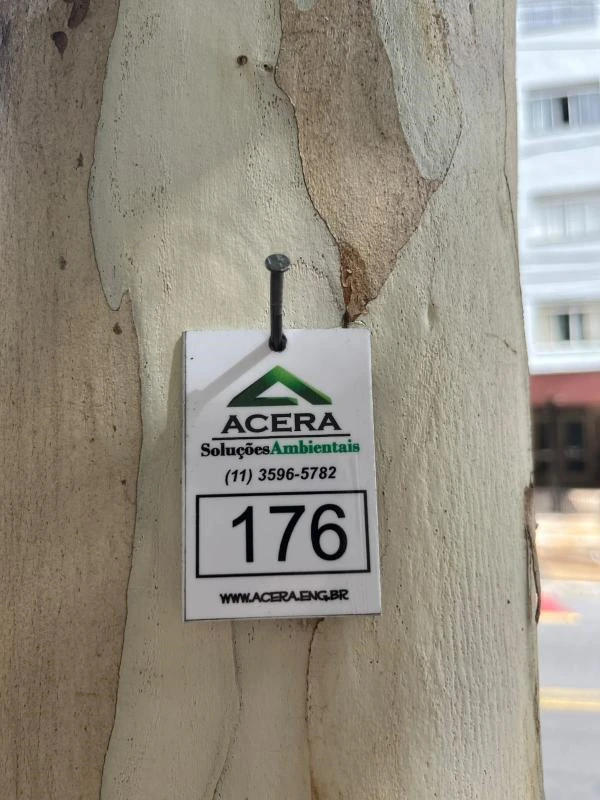 ACERA
SoluçõesAmbientais
(11) 3596-5782
176
WWW.ACERA.ENG.BR